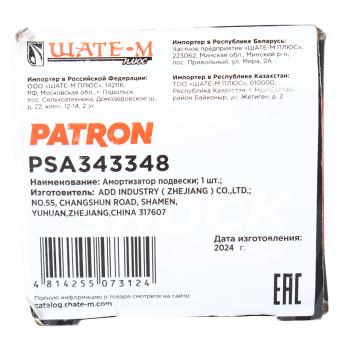 ШАТЕ-М
ПЛЮС
Импортер в Республику Беларусь:
Частное предприятие «ШАТЕ-М ПЛЮС»,
223062, Минская обл., Минский р-н,
пос. Привольный, ул. Мира, 2А
Импортер в Российской Федерации:
ООО «ШАТЕ-М ПЛЮС», 142116,
РФ, Московская обл., г. Подольск,
пос. Сельхозтехника, Домодедовское ш.,
д. 22, комн. 12-14, 2 эт.
Импортер в Республику Казахстан:
ТОО «ШАТЕ-М ПЛЮС», 010000,
Республика Казахстан, г. Нур-Султан,
район Байконыр, ул. Жетиген, д. 2
PATRON
PSA343348
Наименование: Амортизатор подвески; 1 шт.;
Изготовитель: ADD INDUSTRY ( ZHEJIANG ) CO.,LTD.;
NO.55, CHANGSHUN ROAD, SHAMEN,
YUHUAN,ZHEJIANG,CHINA 317607
4 814255 073124
Дата изготовления:
2024 г.
Полную информацию о товаре смотрите на сайте
catalog.shate-m.com
EAC